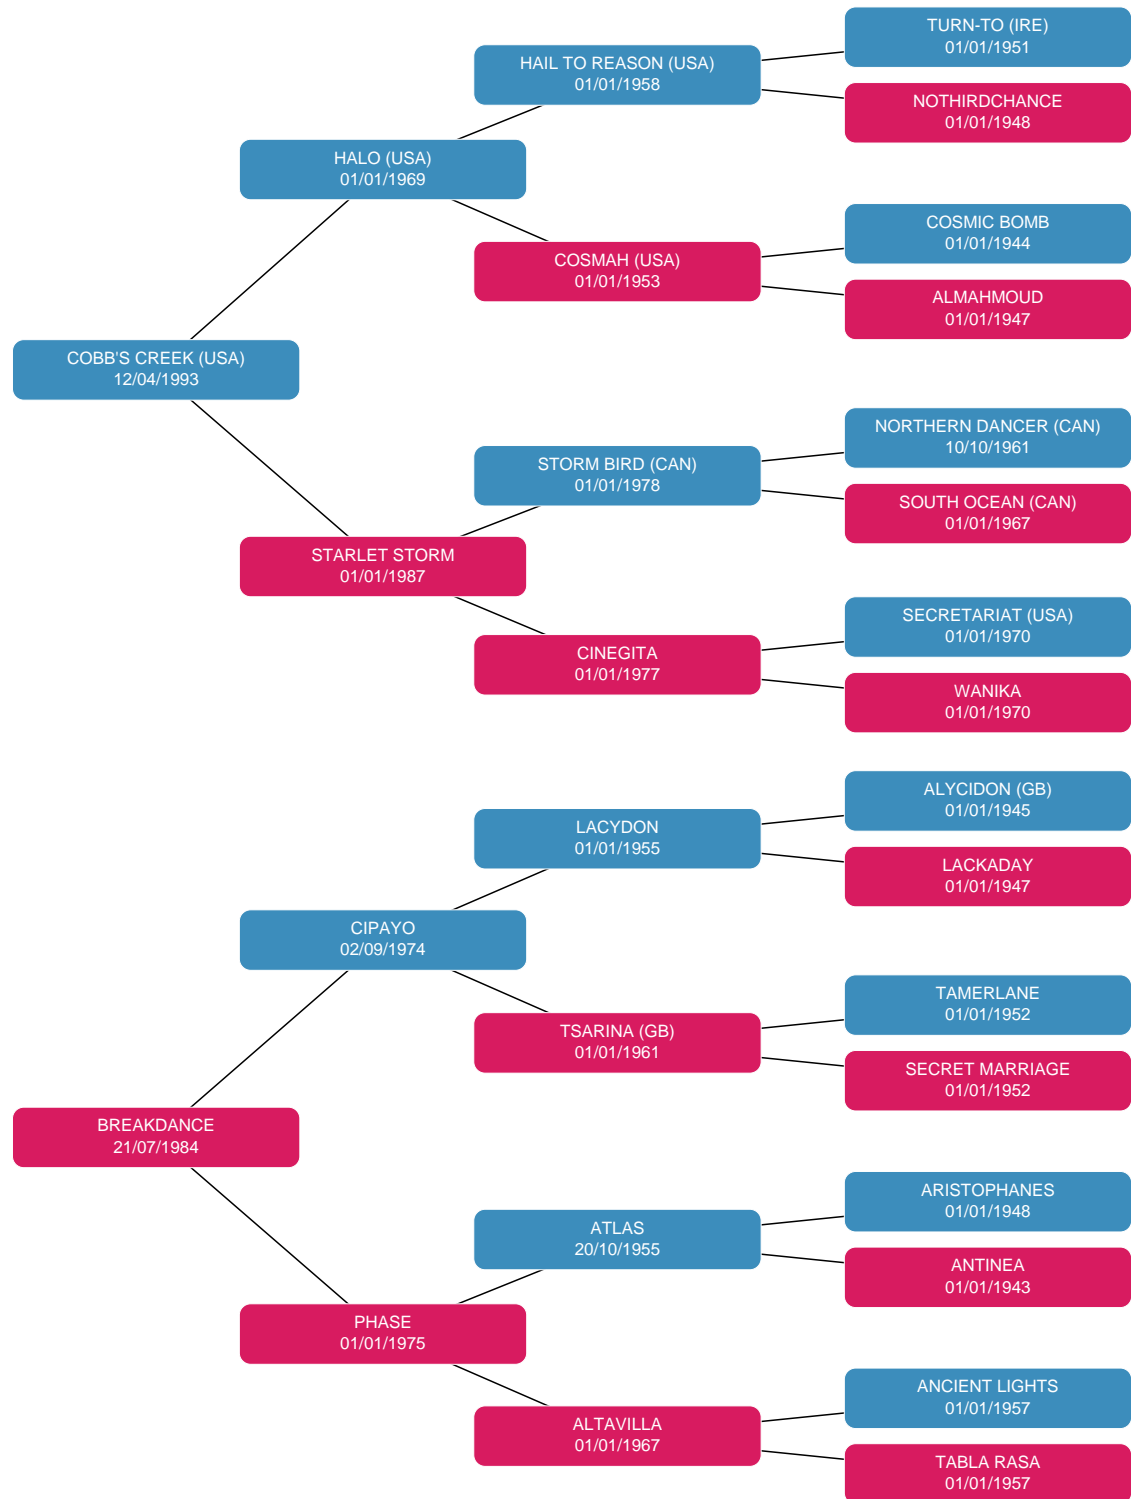 TURN-TO (IRE)
01/01/1951
HAIL TO REASON (USA)
01/01/1958
NOTHIRDCHANCE
01/01/1948
HALO (USA)
01/01/1969
COSMIC BOMB
01/01/1944
COSMAH (USA)
01/01/1953
ALMAHMOUD
01/01/1947
COBB'S CREEK (USA)
12/04/1993
NORTHERN DANCER (CAN)
10/10/1961
STORM BIRD (CAN)
01/01/1978
SOUTH OCEAN (CAN)
01/01/1967
STARLET STORM
01/01/1987
SECRETARIAT (USA)
01/01/1970
CINEGITA
01/01/1977
WANIKA
01/01/1970
ALYCIDON (GB)
01/01/1945
LACYDON
01/01/1955
LACKADAY
01/01/1947
CIPAYO
02/09/1974
TAMERLANE
01/01/1952
TSARINA (GB)
01/01/1961
SECRET MARRIAGE
01/01/1952
BREAKDANCE
21/07/1984
ARISTOPHANES
01/01/1948
ATLAS
20/10/1955
ANTINEA
01/01/1943
PHASE
01/01/1975
ANCIENT LIGHTS
01/01/1957
ALTAVILLA
01/01/1967
TABLA RASA
01/01/1957